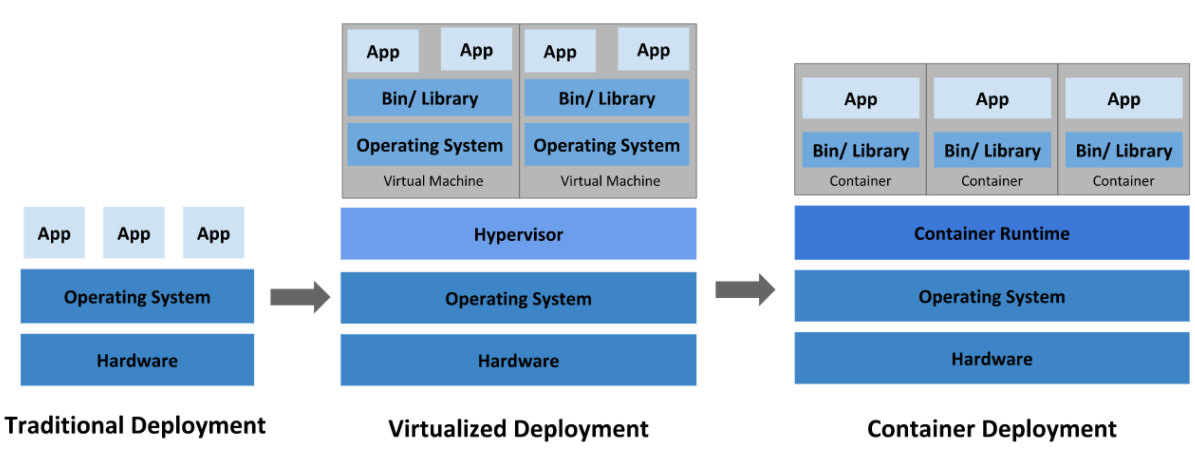 App
App
App
Operating System
Hardware
Traditional Deployment
App
App
App
App
Bin/ Library
Bin/ Library
Operating System
Operating System
Virtual Machine
Virtual Machine
Hypervisor
Operating System
Hardware
Virtualized Deployment
App
App
App
Bin/ Library
Bin/ Library
Bin/ Library
Container
Container
Container
Container Runtime
Operating System
Hardware
Container Deployment